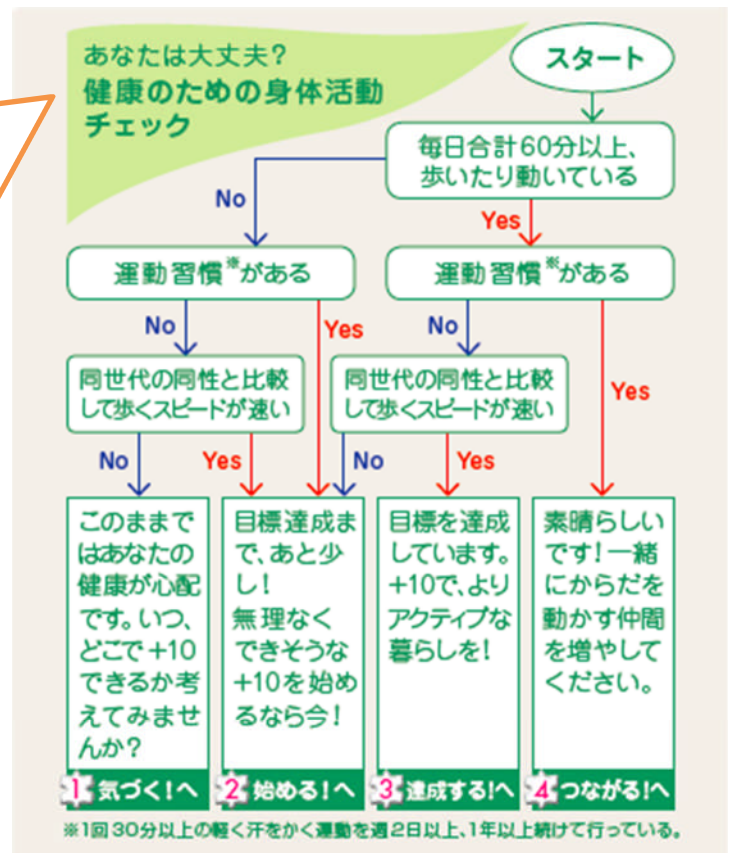 あなたは大丈夫?
健康のための身体活動
チェック
スタート
毎日合計60分以上、
歩いたり動いている
No
Yes
運動習慣※がある
運動習慣※がある
No
Yes
No
Yes
同世代の同性と比較
して歩くスピードが速い
同世代の同性と比較
して歩くスピードが速い
No
Yes
No
Yes
このままで
はあなたの
健康が心配
です。いつ、
どこで+10
できるか考
えてみませ
んか?
1 気づく!へ
目標達成ま
で、あと少
し!
無理なく
できそうな
+10を始め
るなら今!
2 始める!へ
目標を達成
しています。
+10で、より
アクティブな
暮らしを!
3 達成する!へ
素晴らしい
です!一緒
にからだを
動かす仲間
を増やして
ください。
4 つながる!へ
※1回30分以上の軽く汗をかく運動を週2日以上、1年以上続けて行っている。